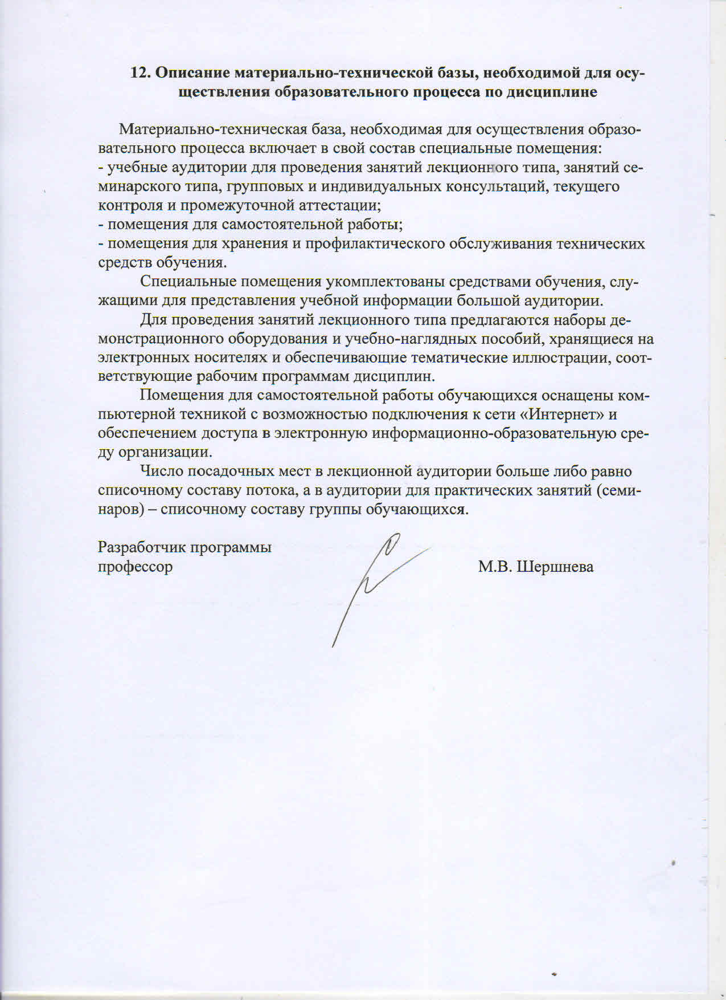 12. Описание материально-технической базы, необходимой для осу-
ществления образовательного процесса по дисциплине
Материально-техническая база, необходимая для осуществления образо-
вательного процесса включает в свой состав специальные помещения:
- учебные аудитории для проведения занятий лекционного типа, занятий се-
минарского типа, групповых и индивидуальных консультаций, текущего
контроля и промежуточной аттестации;
- помещения для самостоятельной работы;
- помещения для хранения и профилактического обслуживания технических
средств обучения.
Специальные помещения укомплектованы средствами обучения, слу-
жащими для представления учебной информации большой аудитории.
Для проведения занятий лекционного типа предлагаются наборы де-
монстрационного оборудования и учебно-наглядных пособий, хранящиеся на
электронных носителях и обеспечивающие тематические иллюстрации, соот-
ветствующие рабочим программам дисциплин.
Помещения для самостоятельной работы обучающихся оснащены ком-
пьютерной техникой с возможностью подключения к сети «Интернет» и
обеспечением доступа в электронную информационно-образовательную сре-
ду организации.
Число посадочных мест в лекционной аудитории больше либо равно
списочному составу потока, а в аудитории для практических занятий (семи-
наров) – списочному составу группы обучающихся.
Разработчик программы
профессор М.В. Шершнева